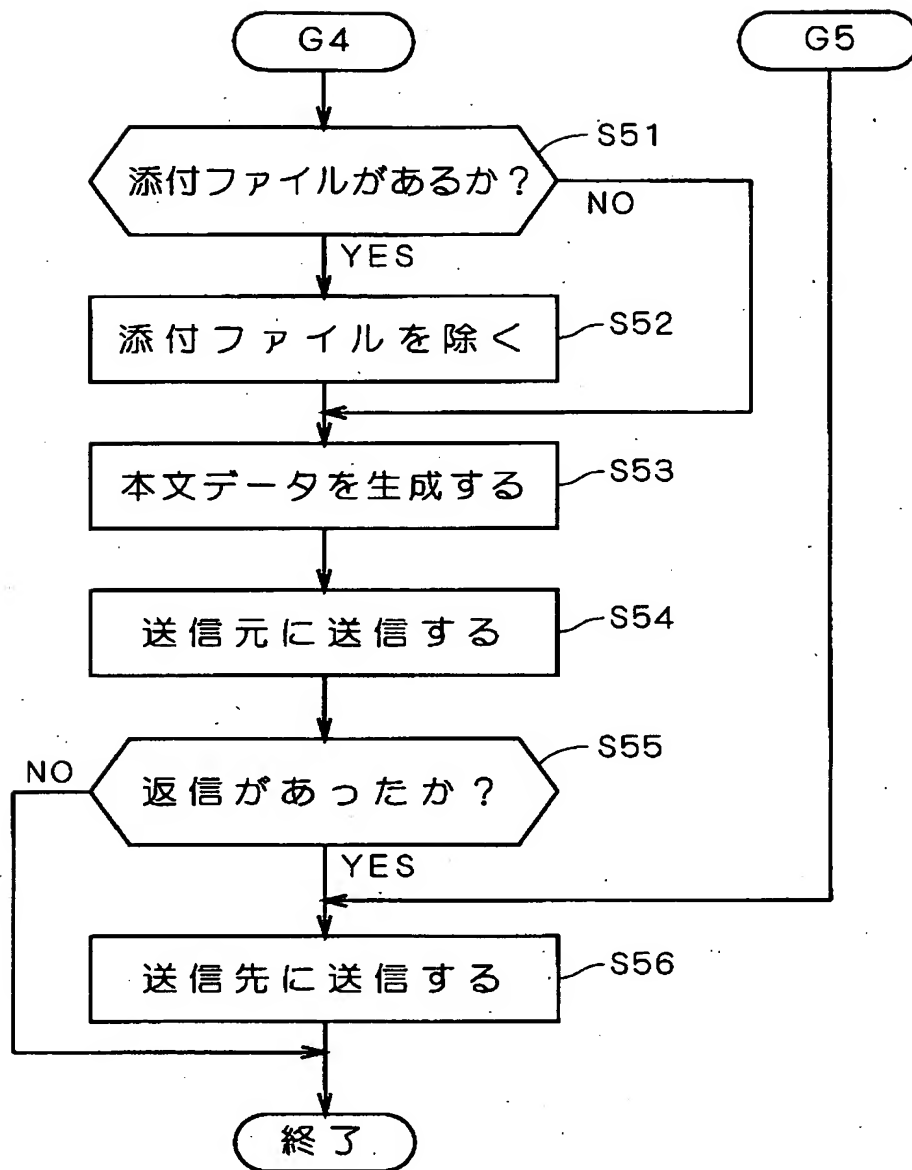 G4
G5
S51
添付ファイルがあるか?
NO
YES
添付ファイルを除く
S52
本文データを生成する
S53
送信元に送信する
S54
S55
NO
返信があったか?
YES
送信先に送信する
S56
終了